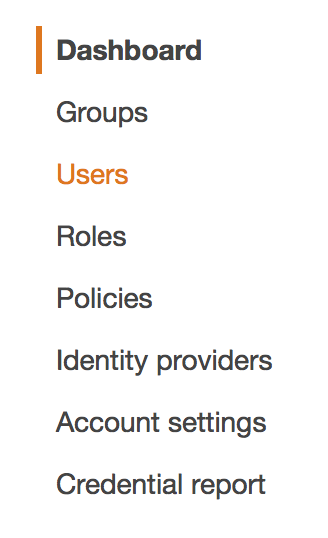 Dashboard
Groups
Users
Roles
Policies
Identity providers
Account settings
Credential report